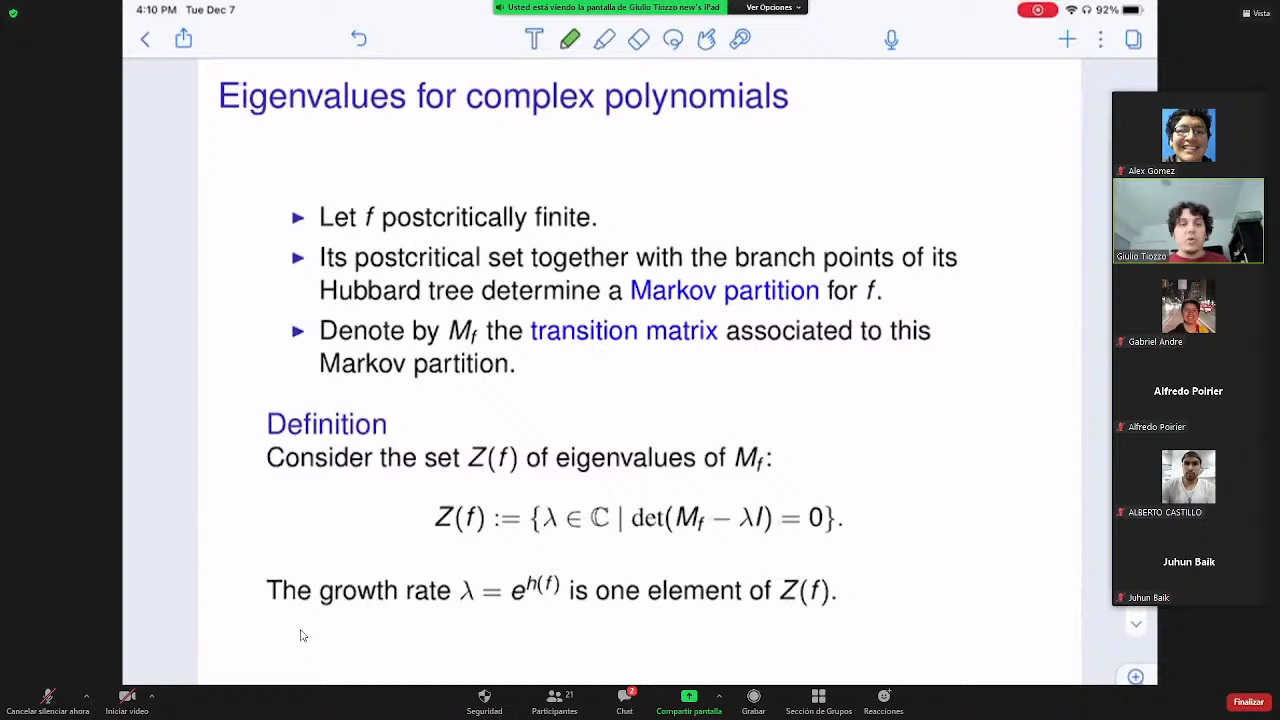 4:10 PM Tue Dec 7
Usted está viendo la pantalla de Giulio Tiozzo new's iPad
Ver Opciones
92%
Vista
Eigenvalues for complex polynomials
► Let f postcritically finite.
► Its postcritical set together with the branch points of its
Hubbard tree determine a Markov partition for f.
► Denote by M_f the transition matrix associated to this
Markov partition.
Definition
Consider the set Z(f) of eigenvalues of M_f:
Z(f) := {λ ∈ ℂ | det(M_f − λI) = 0}.
The growth rate λ = e^{h(f)} is one element of Z(f).
Alex Gomez
Giulio Tiozzo
Gabriel Andre
Alfredo Poirier
Alfredo Poirier
ALBERTO CASTILLO
Juhun Baik
Juhun Baik
Cancelar silenciar ahora
Iniciar video
Seguridad
21
Participantes
2
Chat
Compartir pantalla
Grabar
Sección de Grupos
Reacciones
Finalizar